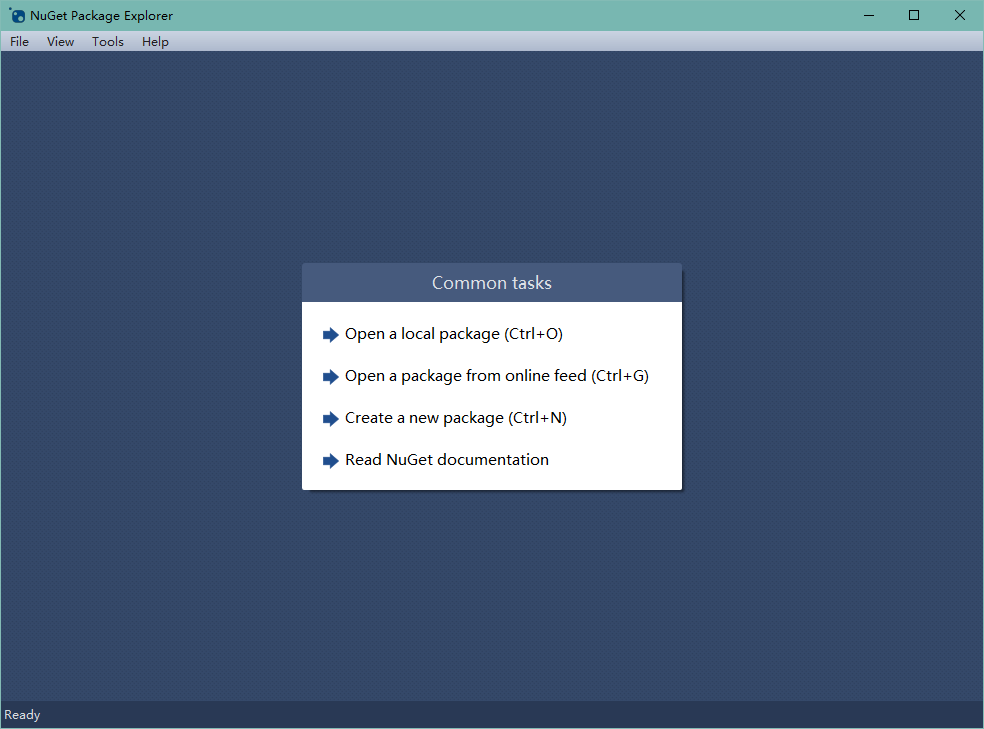 NuGet Package Explorer
File View Tools Help
Common tasks
Open a local package (Ctrl+O)
Open a package from online feed (Ctrl+G)
Create a new package (Ctrl+N)
Read NuGet documentation
Ready